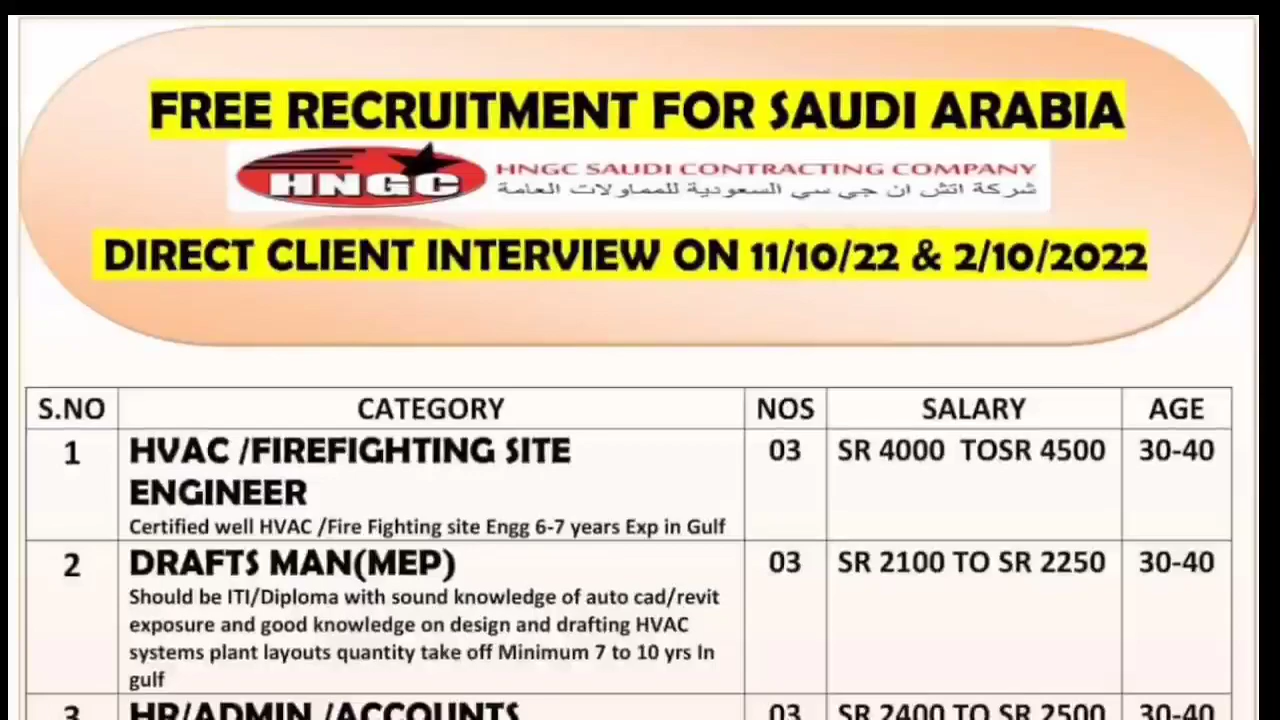 FREE RECRUITMENT FOR SAUDI ARABIA
HNGC
HNGC SAUDI CONTRACTING COMPANY
شركة اتش ان جي سي السعودية للمماولات العامة
DIRECT CLIENT INTERVIEW ON 11/10/22 & 2/10/2022
S.NO CATEGORY NOS SALARY AGE
1 HVAC /FIREFIGHTING SITE 03 SR 4000 TOSR 4500 30-40
ENGINEER
Certified well HVAC /Fire Fighting site Engg 6-7 years Exp in Gulf
2 DRAFTS MAN(MEP) 03 SR 2100 TO SR 2250 30-40
Should be ITI/Diploma with sound knowledge of auto cad/revit
exposure and good knowledge on design and drafting HVAC
systems plant layouts quantity take off Minimum 7 to 10 yrs In
gulf
3 HR/ADMIN /ACCOUNTS 03 SR 2400 TO SR 2500 30-40